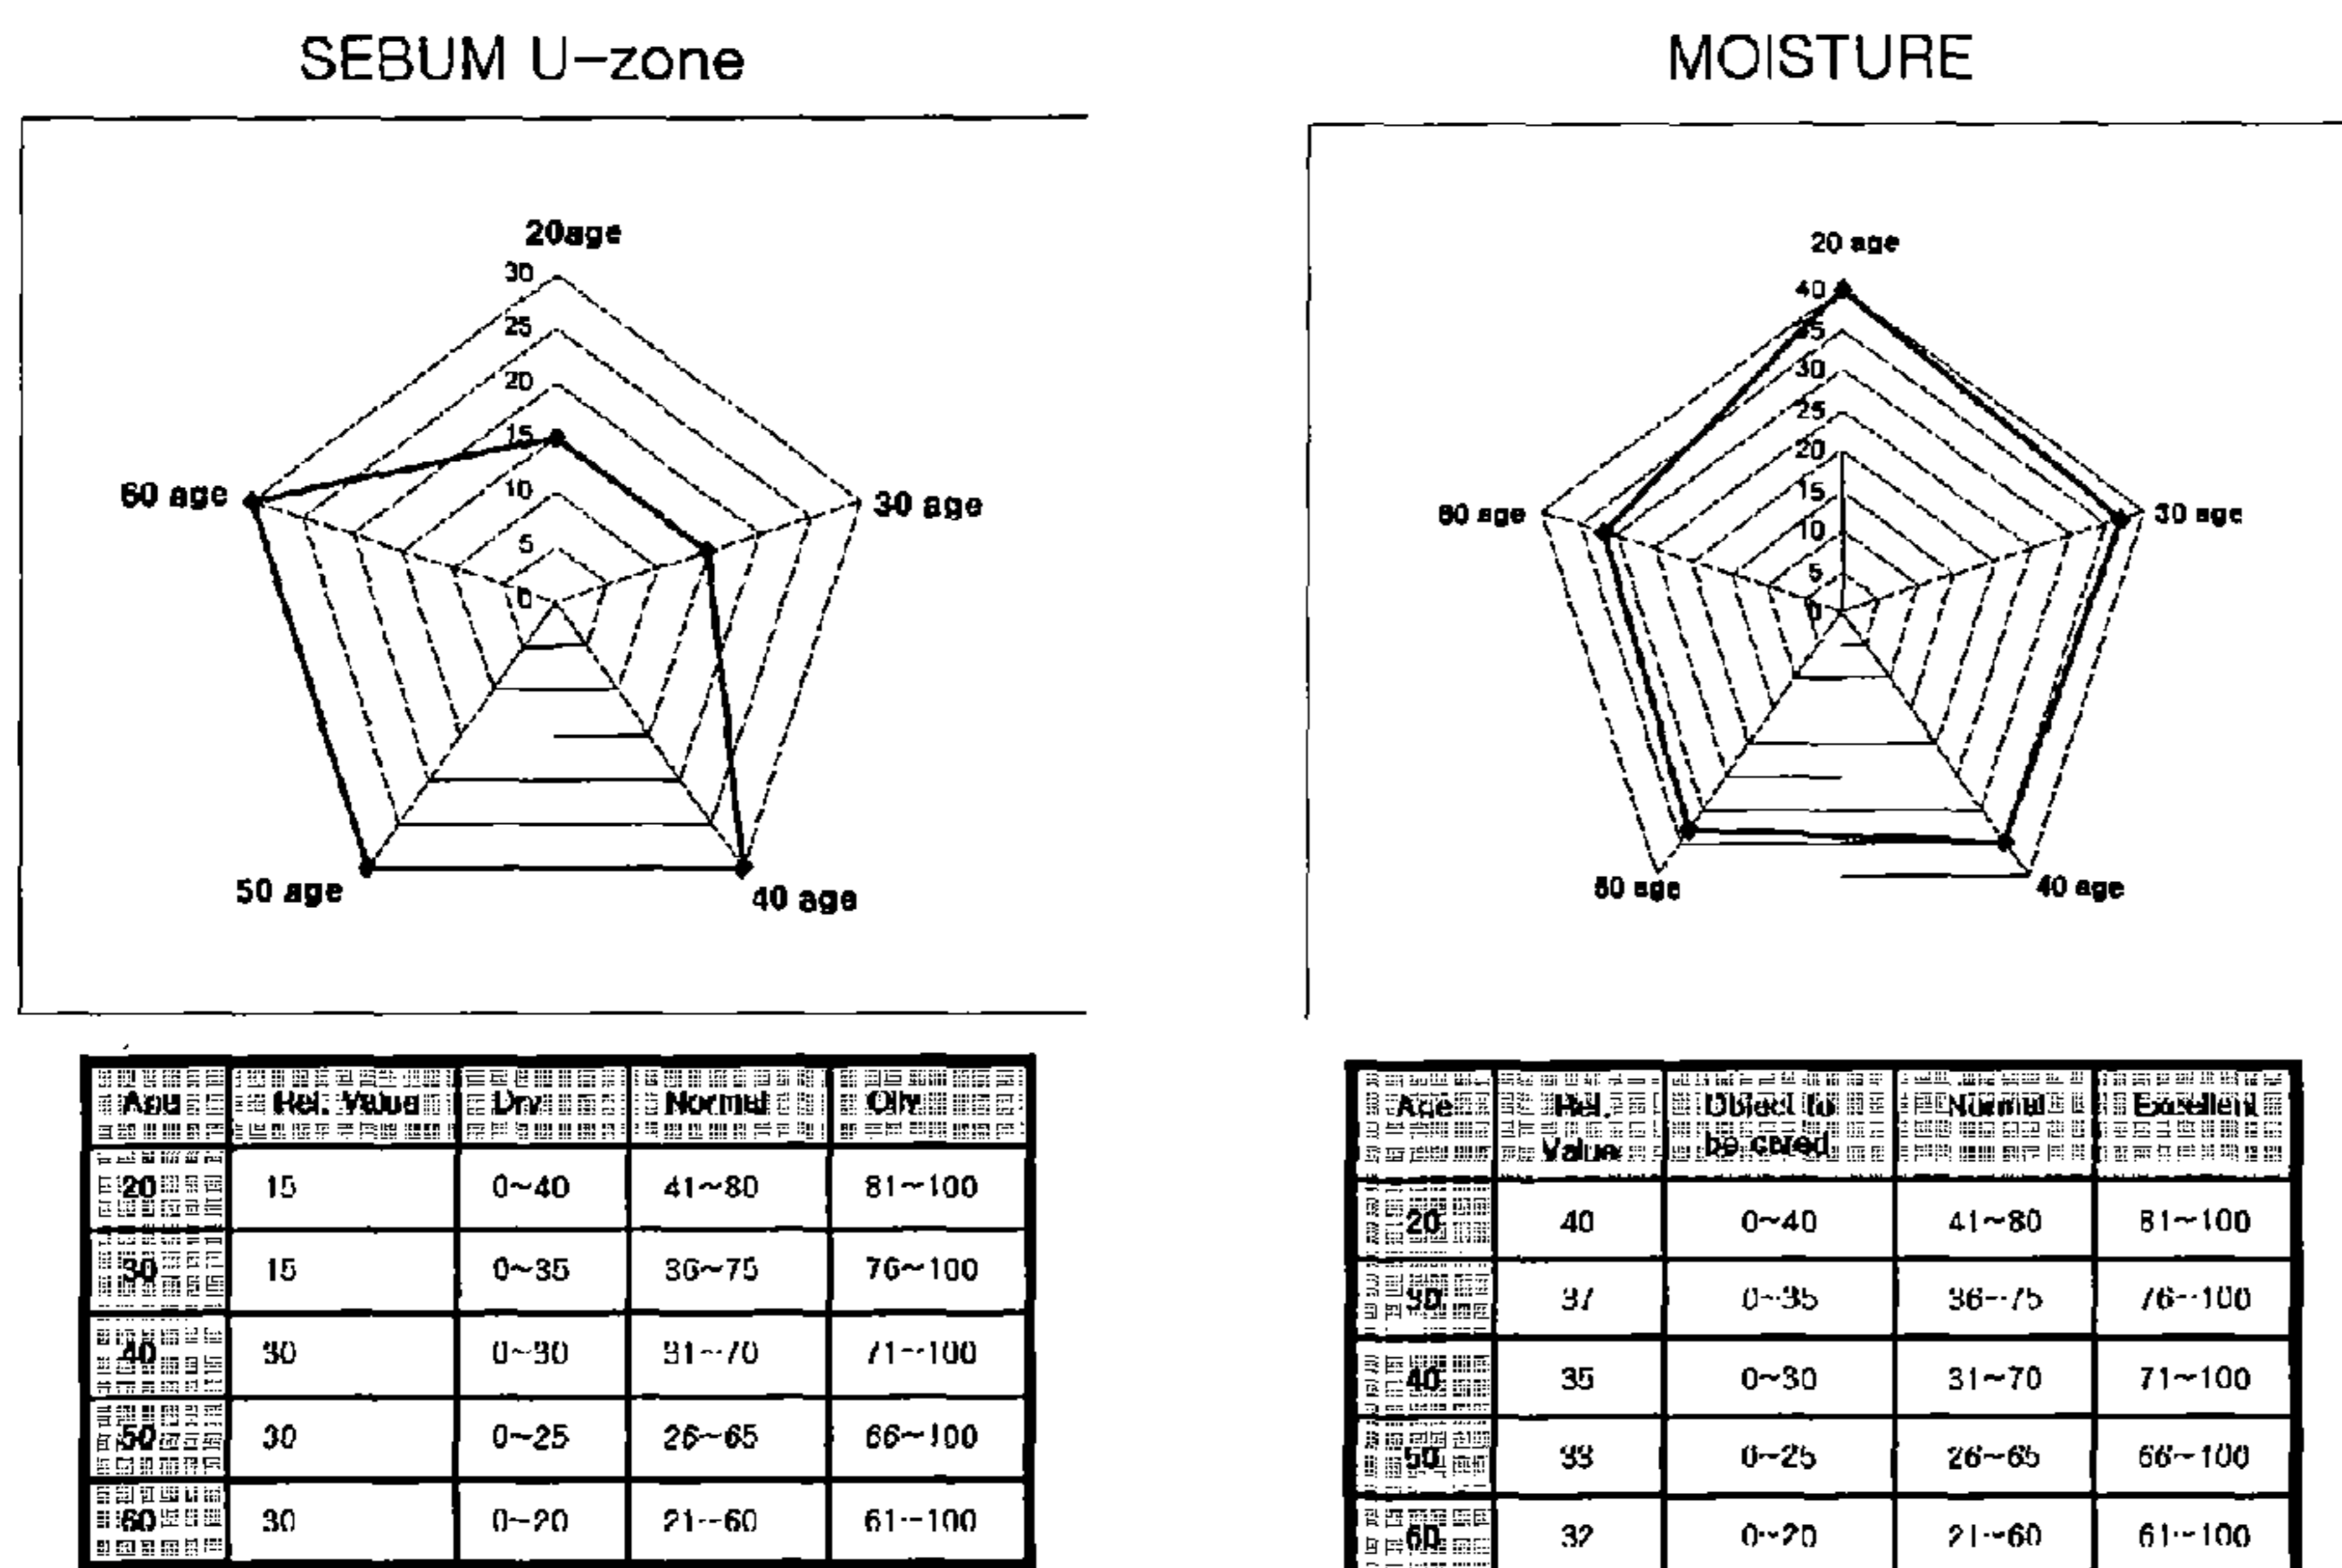 SEBUM U-zone
20age
30
25
20
15
10
5
0
60 age
30 age
50 age
40 age
Age Rel. Value Dry Normal Oily
20 15 0~40 41~80 81~100
30 15 0~35 36~75 76~100
40 30 0~30 31~70 71~100
50 30 0~25 26~65 66~100
60 30 0~20 21~60 61~100
MOISTURE
20 age
40
35
30
25
20
15
10
5
0
60 age
30 age
50 age
40 age
Age Rel. Value Object to be cared Normal Excellent
20 40 0~40 41~80 81~100
30 37 0~35 36~75 76~100
40 35 0~30 31~70 71~100
50 33 0~25 26~65 66~100
60 32 0~20 21~60 61~100